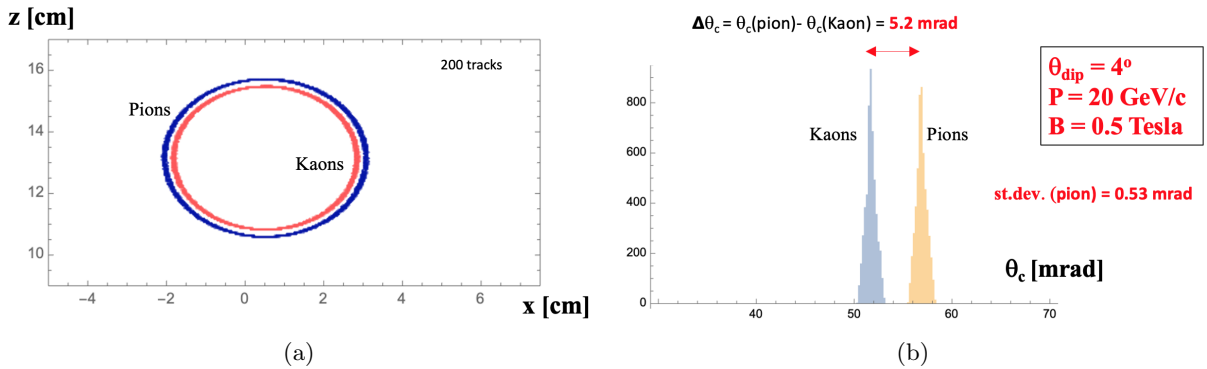 z [cm]
16
14
12
10
200 tracks
Pions
Kaons
−4
−2
0
2
4
6
x [cm]
(a)
Δθc = θc(pion)- θc(Kaon) = 5.2 mrad
800
600
400
200
0
Kaons
Pions
40
50
60
70
θc [mrad]
θdip = 4o
P = 20 GeV/c
B = 0.5 Tesla
st.dev. (pion) = 0.53 mrad
(b)